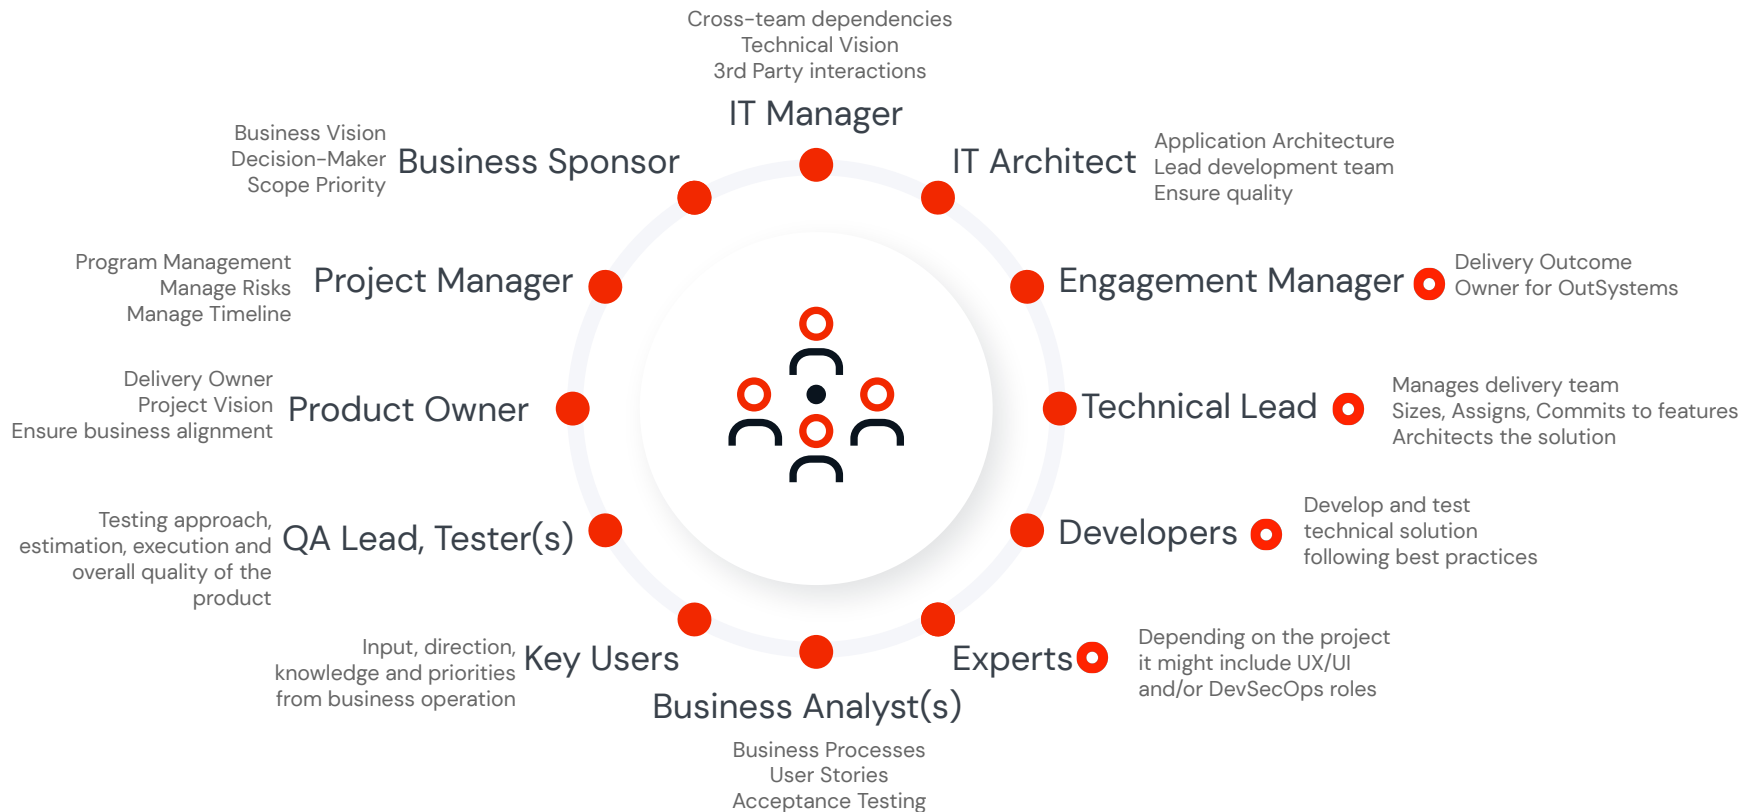 Cross-team dependencies
Technical Vision
3rd Party interactions
IT Manager
Business Vision
Decision-Maker
Scope Priority
Business Sponsor
IT Architect
Application Architecture
Lead development team
Ensure quality
Program Management
Manage Risks
Manage Timeline
Project Manager
Engagement Manager
Delivery Outcome
Owner for OutSystems
Delivery Owner
Project Vision
Ensure business alignment
Product Owner
Technical Lead
Manages delivery team
Sizes, Assigns, Commits to features
Architects the solution
Testing approach,
estimation, execution and
overall quality of the
product
QA Lead, Tester(s)
Developers
Develop and test
technical solution
following best practices
Input, direction,
knowledge and priorities
from business operation
Key Users
Experts
Depending on the project
it might include UX/UI
and/or DevSecOps roles
Business Analyst(s)
Business Processes
User Stories
Acceptance Testing